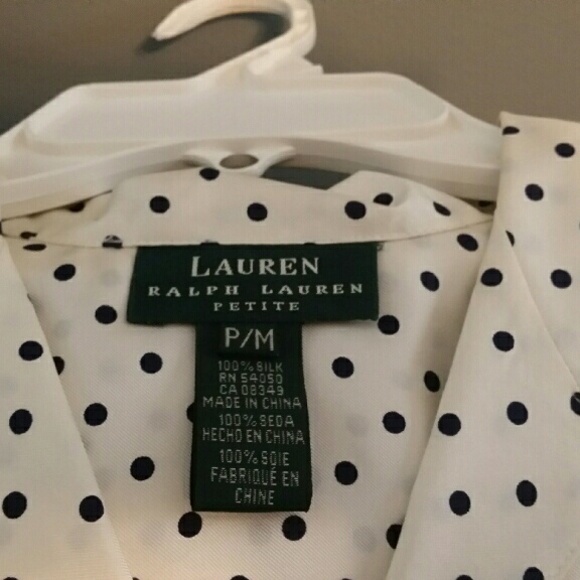 LAUREN
RALPH LAUREN
PETITE
P/M
100% SILK
RN 54050
CA 08349
MADE IN CHINA
100% SEDA
HECHO EN CHINA
100% SOIE
FABRIQUÉ EN
CHINE